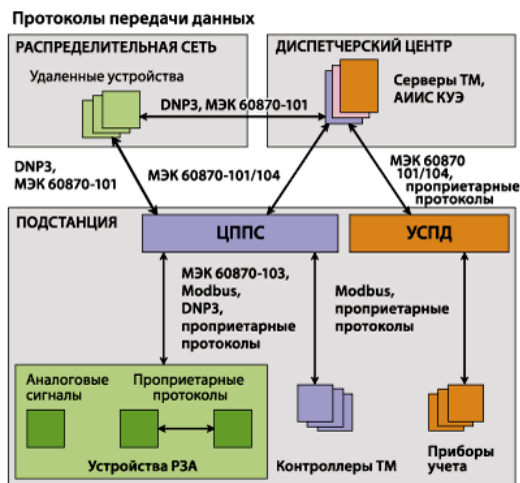 Протоколы передачи данных
РАСПРЕДЕЛИТЕЛЬНАЯ СЕТЬ
Удаленные устройства
ДИСПЕТЧЕРСКИЙ ЦЕНТР
Серверы ТМ,
АИИС КУЭ
DNP3, МЭК 60870-101
DNP3,
МЭК 60870-101
МЭК 60870-101/104
МЭК 60870
101/104,
проприетарные
протоколы
ПОДСТАНЦИЯ
ЦППС
УСПД
МЭК 60870-103,
Modbus,
DNP3,
проприетарные
протоколы
Modbus,
проприетарные
протоколы
Аналоговые
сигналы
Проприетарные
протоколы
Устройства РЗА
Контроллеры ТМ
Приборы
учета